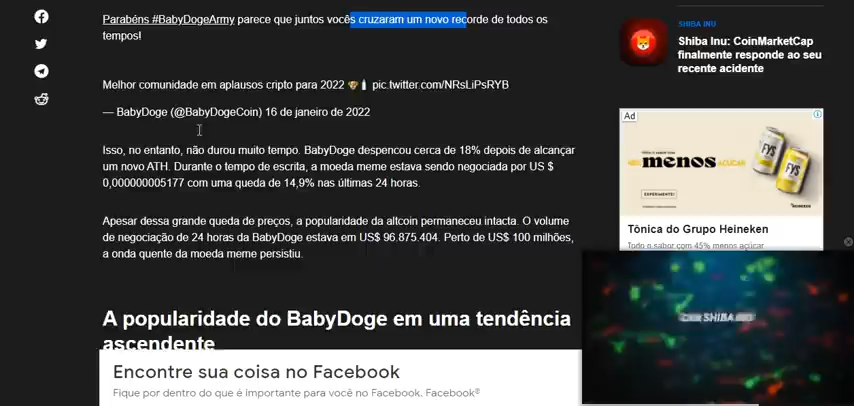 Parabéns #BabyDogeArmy parece que juntos vocês cruzaram um novo recorde de todos os
tempos!
Melhor comunidade em aplausos cripto para 2022 pic.twitter.com/NRsLiPsRYB
— BabyDoge (@BabyDogeCoin) 16 de janeiro de 2022
Isso, no entanto, não durou muito tempo. BabyDoge despencou cerca de 18% depois de alcançar
um novo ATH. Durante o tempo de escrita, a moeda meme estava sendo negociada por US $
0,000000005177 com uma queda de 14,9% nas últimas 24 horas.
Apesar dessa grande queda de preços, a popularidade da altcoin permaneceu intacta. O volume
de negociação de 24 horas da BabyDoge estava em US$ 96.875.404. Perto de US$ 100 milhões,
a onda quente da moeda meme persistiu.
A popularidade do BabyDoge em uma tendência
ascendente
Encontre sua coisa no Facebook
Fique por dentro do que é importante para você no Facebook. Facebook®
SHIBA INU
Shiba Inu: CoinMarketCap
finalmente responde ao seu
recente acidente
Ad
menos
AÇÚCAR
FYS
FYS
Tônica do Grupo Heineken
Todo o sabor com 45% menos açúcar
SHIBA INU